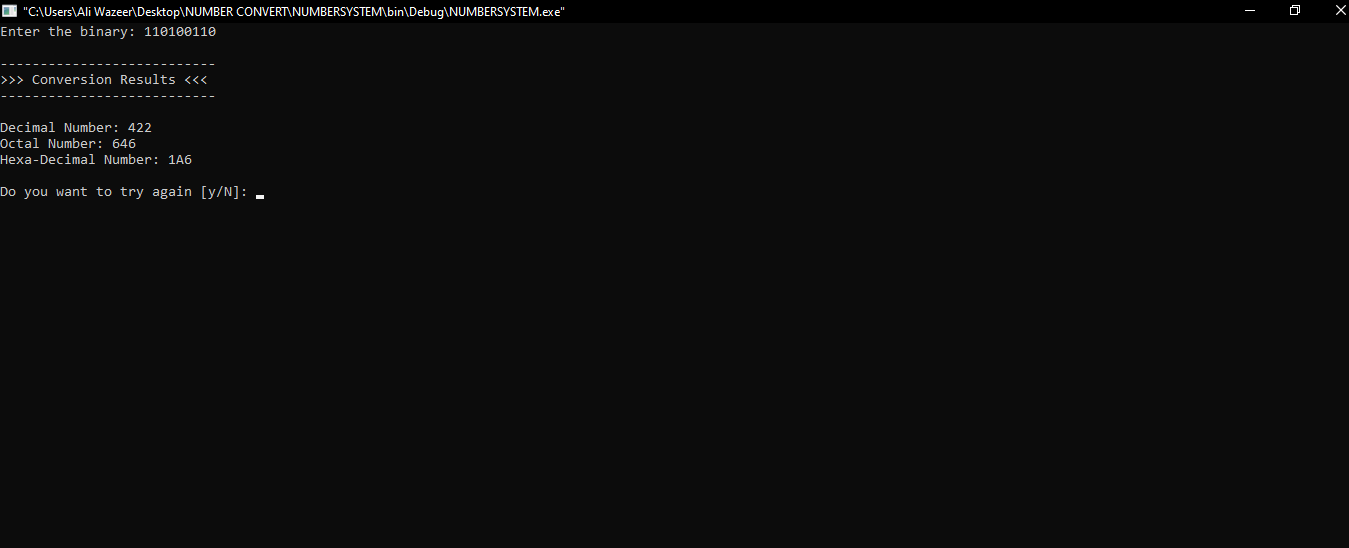 "C:\Users\Ali Wazeer\Desktop\NUMBER CONVERT\NUMBERSYSTEM\bin\Debug\NUMBERSYSTEM.exe"
Enter the binary: 110100110
---------------------------
>>> Conversion Results <<<
---------------------------
Decimal Number: 422
Octal Number: 646
Hexa-Decimal Number: 1A6
Do you want to try again [y/N]: